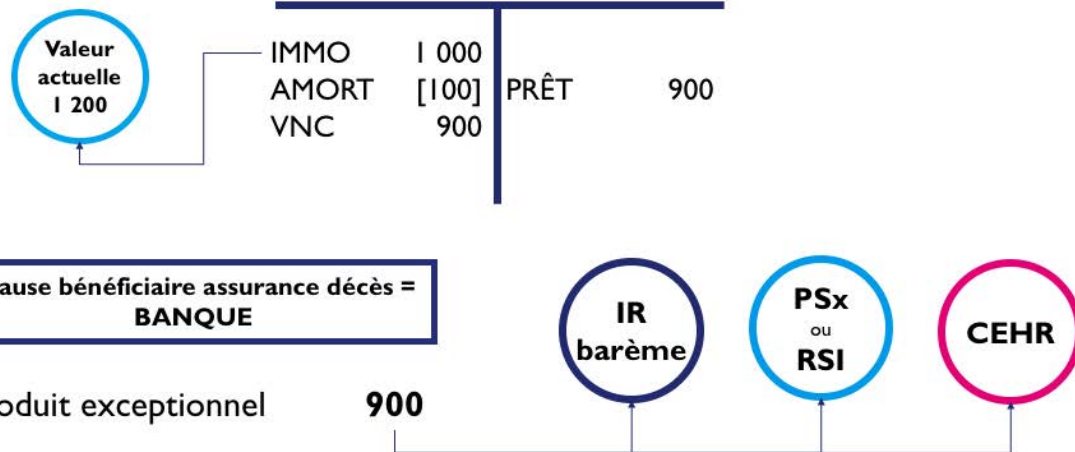 Valeur
actuelle
1 200
IMMO 1 000
AMORT [100] PRÊT 900
VNC 900
ause bénéficiaire assurance décès =
BANQUE
oduit exceptionnel 900
IR
barème
PSx
ou
RSI
CEHR